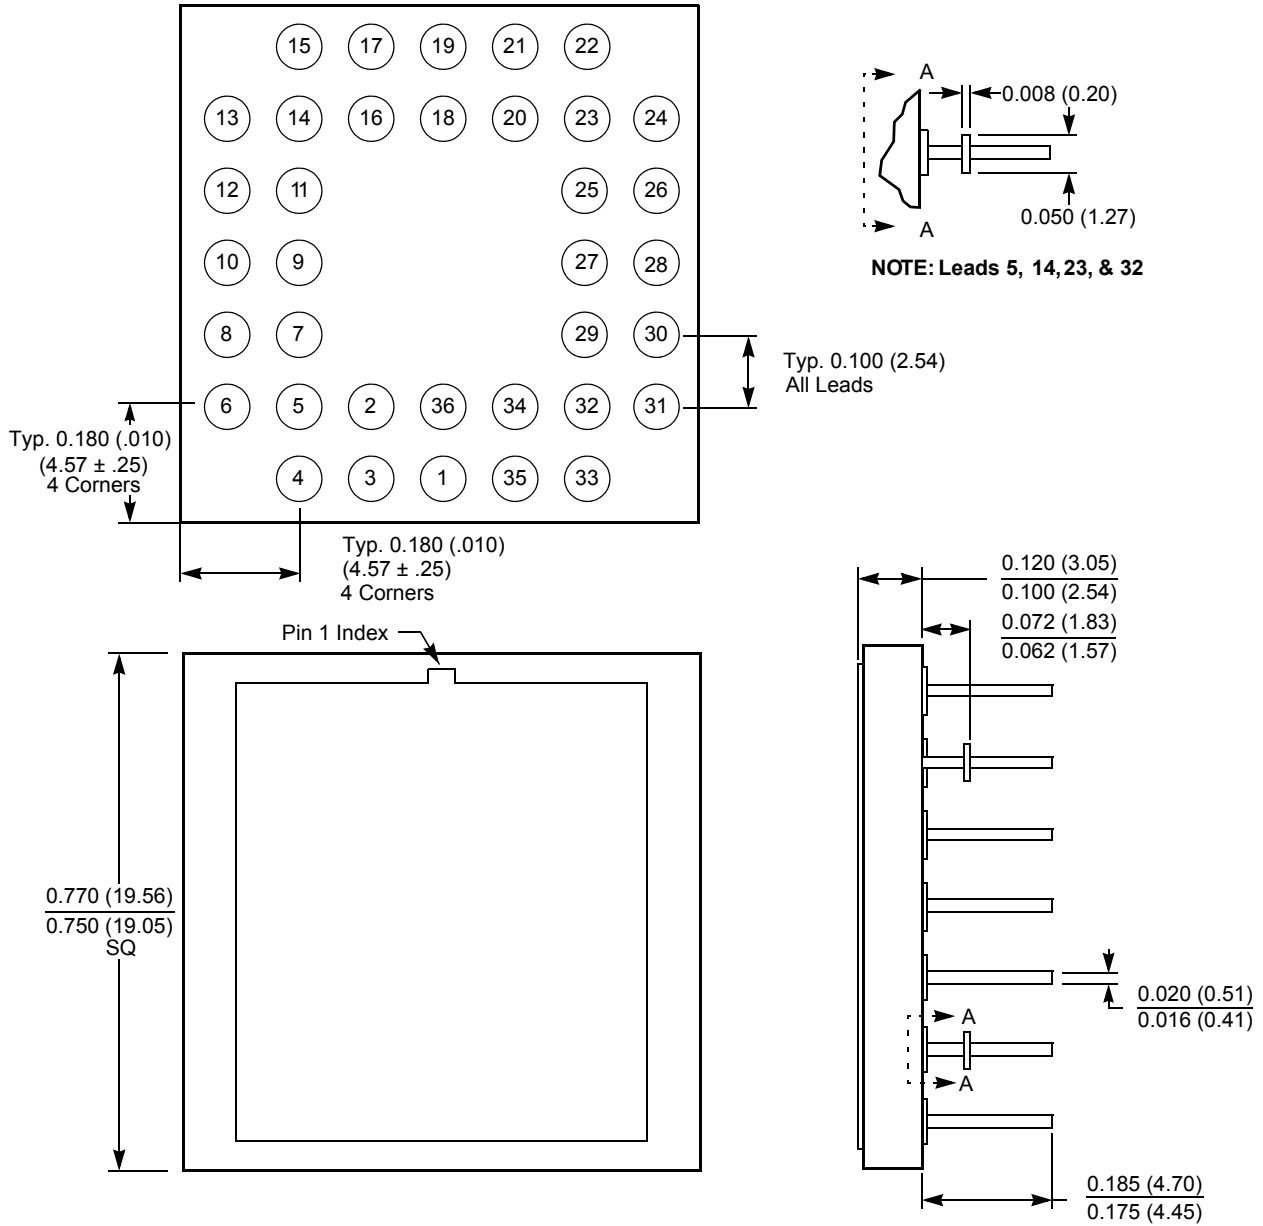 15 17 19 21 22
13 14 16 18 20 23 24
12 11 25 26
10 9 27 28
8 7 29 30
6 5 2 36 34 32 31
4 3 1 35 33
Typ. 0.180 (.010)
(4.57 ± .25)
4 Corners
Typ. 0.180 (.010)
(4.57 ± .25)
4 Corners
Typ. 0.100 (2.54)
All Leads
A
0.008 (0.20)
0.050 (1.27)
A
NOTE: Leads 5, 14, 23, & 32
Pin 1 Index
0.770 (19.56)
0.750 (19.05)
SQ
0.120 (3.05)
0.100 (2.54)
0.072 (1.83)
0.062 (1.57)
0.020 (0.51)
0.016 (0.41)
A
A
0.185 (4.70)
0.175 (4.45)